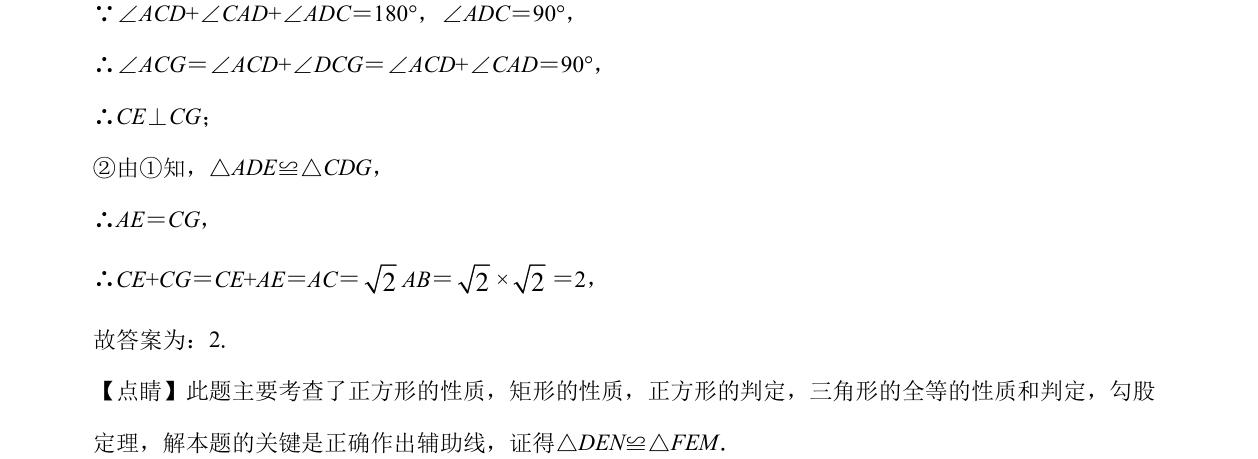 ∵∠ACD+∠CAD+∠ADC＝180°，∠ADC＝90°，
∴∠ACG＝∠ACD+∠DCG＝∠ACD+∠CAD＝90°，
∴CE⊥CG；
②由①知，△ADE≌△CDG，
∴AE＝CG，
∴CE+CG＝CE+AE＝AC＝√2AB＝√2×√2＝2，
故答案为：2.
【点睛】此题主要考查了正方形的性质，矩形的性质，正方形的判定，三角形的全等的性质和判定，勾股
定理，解本题的关键是正确作出辅助线，证得△DEN≌△FEM．